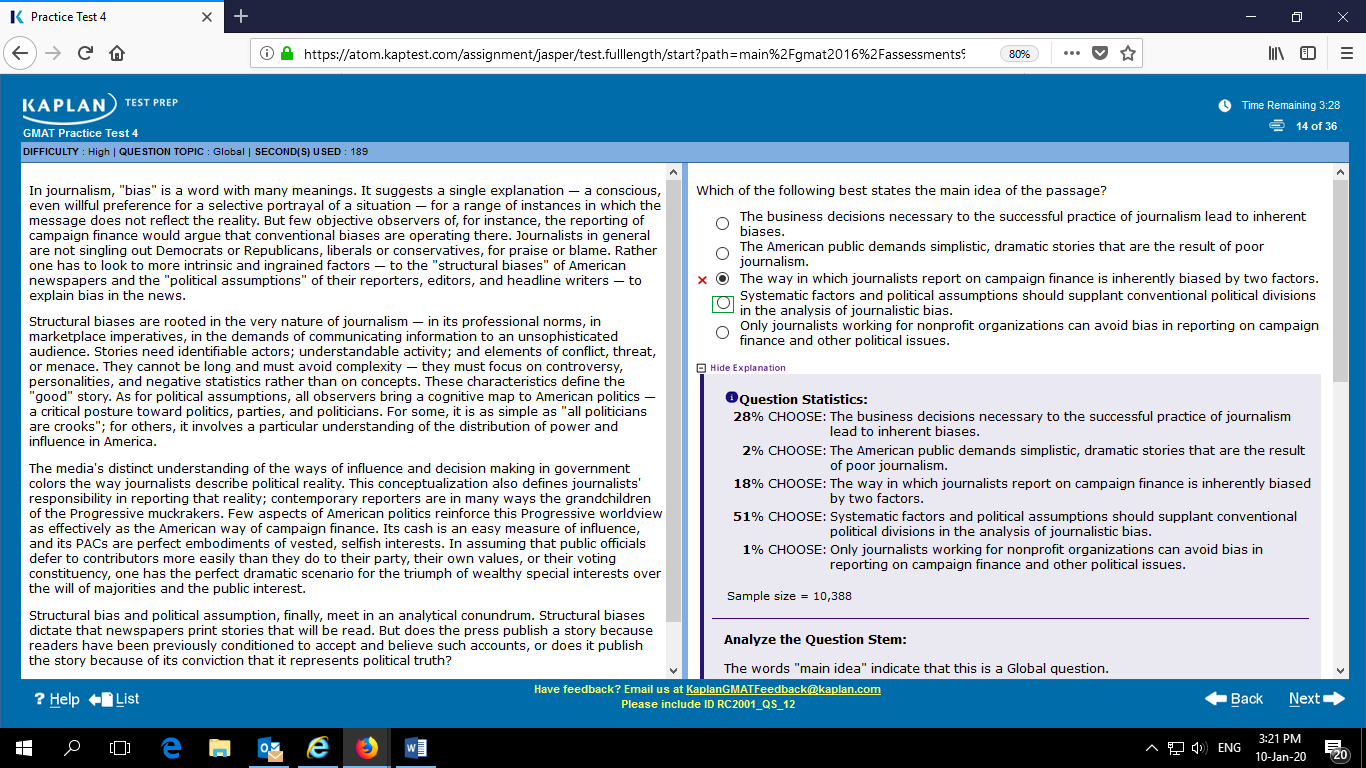 Practice Test 4
https://atom.kaptest.com/assignment/jasper/test.fulllength/start?path=main%2Fgmat2016%2Fassessments%
80%
KAPLAN) TEST PREP
GMAT Practice Test 4
Time Remaining 3:28
14 of 36
DIFFICULTY : High | QUESTION TOPIC : Global | SECOND(S) USED : 189
In journalism, "bias" is a word with many meanings. It suggests a single explanation — a conscious,
even willful preference for a selective portrayal of a situation — for a range of instances in which the
message does not reflect the reality. But few objective observers of, for instance, the reporting of
campaign finance would argue that conventional biases are operating there. Journalists in general
are not singling out Democrats or Republicans, liberals or conservatives, for praise or blame. Rather
one has to look to more intrinsic and ingrained factors — to the "structural biases" of American
newspapers and the "political assumptions" of their reporters, editors, and headline writers — to
explain bias in the news.
Structural biases are rooted in the very nature of journalism — in its professional norms, in
marketplace imperatives, in the demands of communicating information to an unsophisticated
audience. Stories need identifiable actors; understandable activity; and elements of conflict, threat,
or menace. They cannot be long and must avoid complexity — they must focus on controversy,
personalities, and negative statistics rather than on concepts. These characteristics define the
"good" story. As for political assumptions, all observers bring a cognitive map to American politics —
a critical posture toward politics, parties, and politicians. For some, it is as simple as "all politicians
are crooks"; for others, it involves a particular understanding of the distribution of power and
influence in America.
The media's distinct understanding of the ways of influence and decision making in government
colors the way journalists describe political reality. This conceptualization also defines journalists'
responsibility in reporting that reality; contemporary reporters are in many ways the grandchildren
of the Progressive muckrakers. Few aspects of American politics reinforce this Progressive worldview
as effectively as the American way of campaign finance. Its cash is an easy measure of influence,
and its PACs are perfect embodiments of vested, selfish interests. In assuming that public officials
defer to contributors more easily than they do to their party, their own values, or their voting
constituency, one has the perfect dramatic scenario for the triumph of wealthy special interests over
the will of majorities and the public interest.
Structural bias and political assumption, finally, meet in an analytical conundrum. Structural biases
dictate that newspapers print stories that will be read. But does the press publish a story because
readers have been previously conditioned to accept and believe such accounts, or does it publish
the story because of its conviction that it represents political truth?
Which of the following best states the main idea of the passage?
The business decisions necessary to the successful practice of journalism lead to inherent
biases.
The American public demands simplistic, dramatic stories that are the result of poor
journalism.
The way in which journalists report on campaign finance is inherently biased by two factors.
Systematic factors and political assumptions should supplant conventional political divisions
in the analysis of journalistic bias.
Only journalists working for nonprofit organizations can avoid bias in reporting on campaign
finance and other political issues.
Hide Explanation
Question Statistics:
28% CHOOSE: The business decisions necessary to the successful practice of journalism
lead to inherent biases.
2% CHOOSE: The American public demands simplistic, dramatic stories that are the result
of poor journalism.
18% CHOOSE: The way in which journalists report on campaign finance is inherently biased
by two factors.
51% CHOOSE: Systematic factors and political assumptions should supplant conventional
political divisions in the analysis of journalistic bias.
1% CHOOSE: Only journalists working for nonprofit organizations can avoid bias in
reporting on campaign finance and other political issues.
Sample size = 10,388
Analyze the Question Stem:
The words "main idea" indicate that this is a Global question.
? Help
List
Have feedback? Email us at KaplanGMATFeedback@kaplan.com
Please include ID RC2001_QS_12
Back
Next
ENG
3:21 PM
10-Jan-20
20